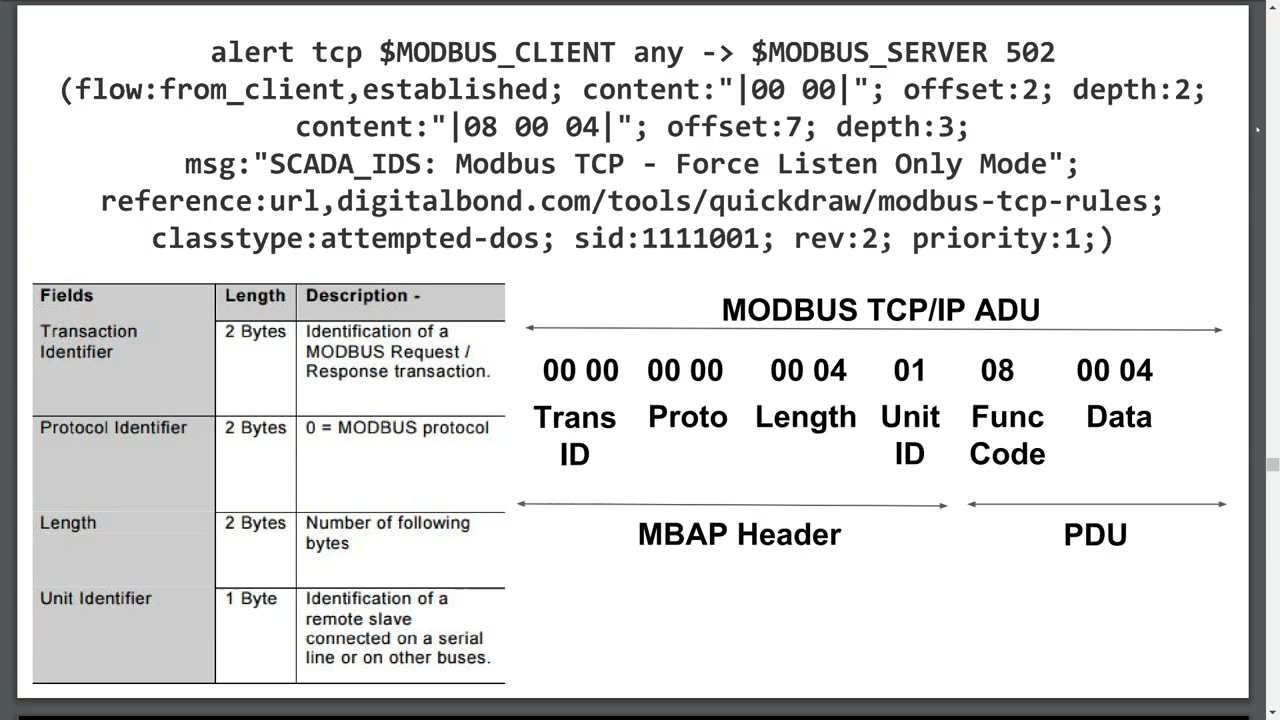 alert tcp $MODBUS_CLIENT any -> $MODBUS_SERVER 502
(flow:from_client,established; content:"|00 00|"; offset:2; depth:2;
content:"|08 00 04|"; offset:7; depth:3;
msg:"SCADA_IDS: Modbus TCP - Force Listen Only Mode";
reference:url,digitalbond.com/tools/quickdraw/modbus-tcp-rules;
classtype:attempted-dos; sid:1111001; rev:2; priority:1;)
Fields Length Description -
Transaction Identifier 2 Bytes Identification of a
MODBUS Request /
Response transaction.
Protocol Identifier 2 Bytes 0 = MODBUS protocol
Length 2 Bytes Number of following
bytes
Unit Identifier 1 Byte Identification of a
remote slave
connected on a serial
line or on other buses.
MODBUS TCP/IP ADU
00 00 00 00 00 04 01 08 00 04
Trans ID Proto Length Unit ID Func Code Data
MBAP Header PDU